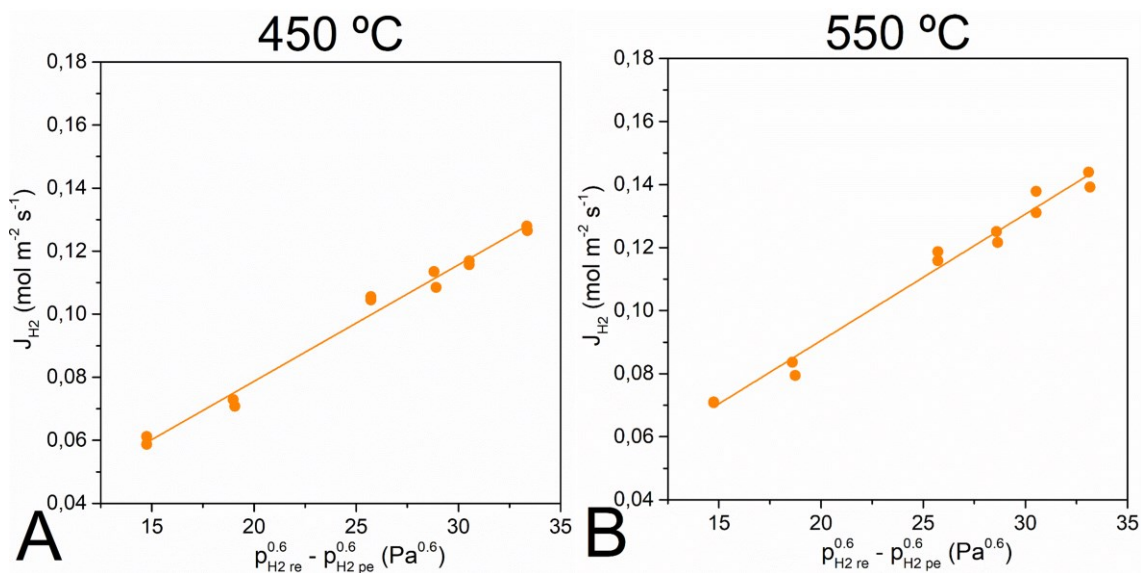 450 ºC
0,18
0,16
0,14
0,12
0,10
0,08
0,06
0,04
J_H2 (mol m^-2 s^-1)
15 20 25 30 35
p^0.6_H2 re - p^0.6_H2 pe (Pa^0.6)
A
550 ºC
0,18
0,16
0,14
0,12
0,10
0,08
0,06
0,04
J_H2 (mol m^-2 s^-1)
15 20 25 30 35
p^0.6_H2 re - p^0.6_H2 pe (Pa^0.6)
B